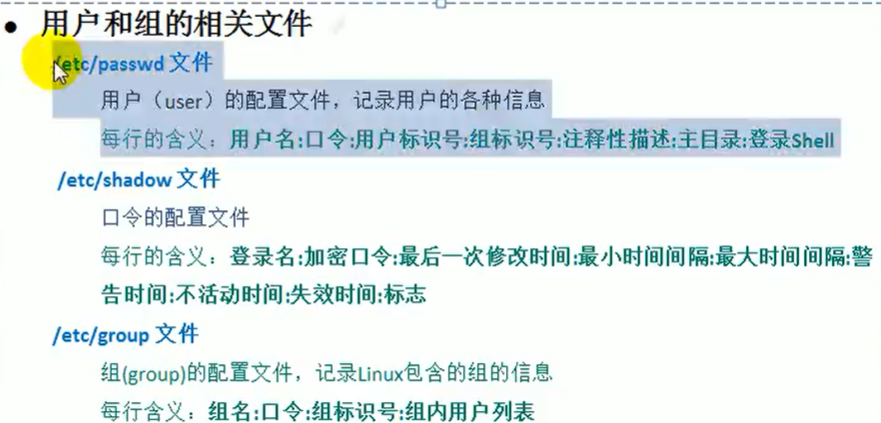 ● 用户和组的相关文件
/etc/passwd 文件
用户（user）的配置文件，记录用户的各种信息
每行的含义：用户名:口令:用户标识号:组标识号:注释性描述:主目录:登录Shell
/etc/shadow 文件
口令的配置文件
每行的含义：登录名:加密口令:最后一次修改时间:最小时间间隔:最大时间间隔:警
告时间:不活动时间:失效时间:标志
/etc/group 文件
组(group)的配置文件，记录Linux包含的组的信息
每行含义：组名:口令:组标识号:组内用户列表